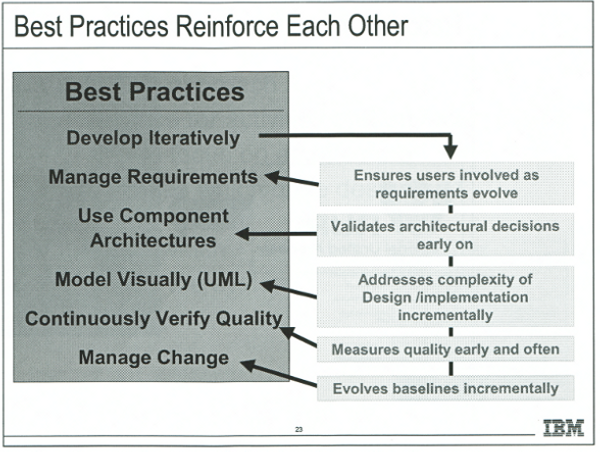 Best Practices Reinforce Each Other
Best Practices
Develop Iteratively
Manage Requirements
Use Component
Architectures
Model Visually (UML)
Continuously Verify Quality
Manage Change
Ensures users involved as
requirements evolve
Validates architectural decisions
early on
Addresses complexity of
Design /implementation
incrementally
Measures quality early and often
Evolves baselines incrementally
23
IBM